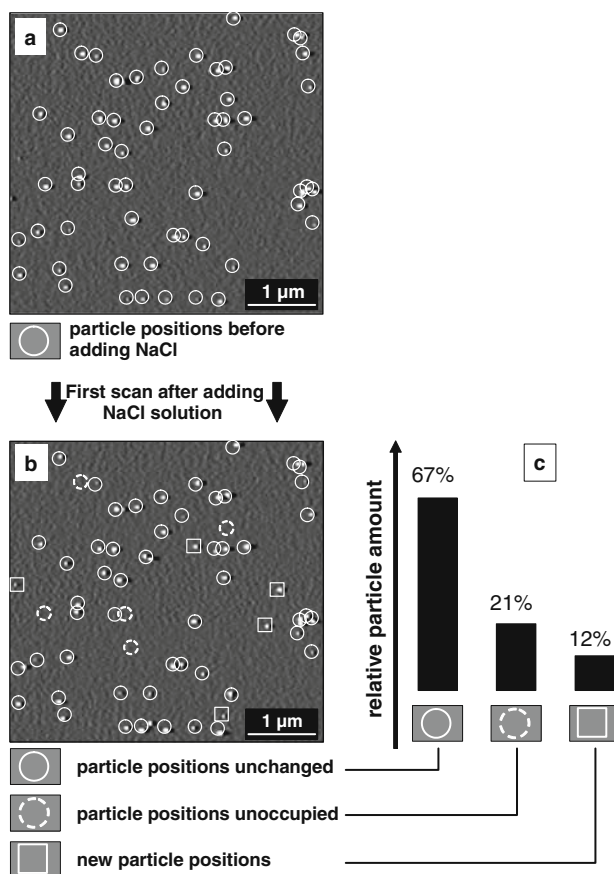 a
1 µm
particle positions before
adding NaCl
First scan after adding
NaCl solution
b
1 µm
c
relative particle amount
67%
21%
12%
particle positions unchanged
particle positions unoccupied
new particle positions